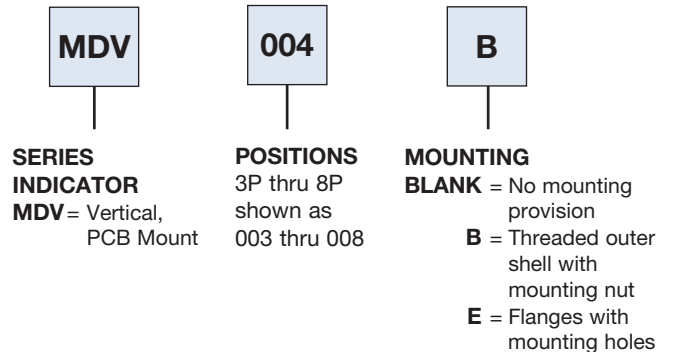 MDV
004
B
SERIES
INDICATOR
MDV = Vertical,
PCB Mount
POSITIONS
3P thru 8P
shown as
003 thru 008
MOUNTING
BLANK = No mounting
provision
B = Threaded outer
shell with
mounting nut
E = Flanges with
mounting holes